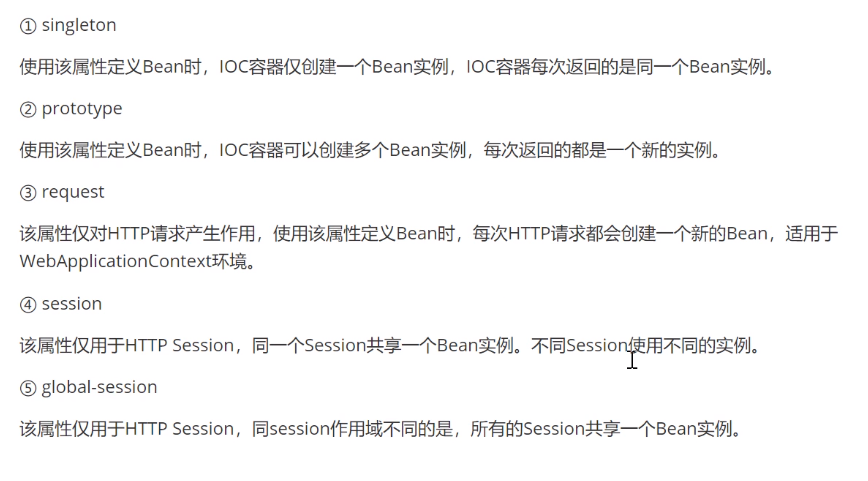 ① singleton
使用该属性定义Bean时，IOC容器仅创建一个Bean实例，IOC容器每次返回的是同一个Bean实例。
② prototype
使用该属性定义Bean时，IOC容器可以创建多个Bean实例，每次返回的都是一个新的实例。
③ request
该属性仅对HTTP请求产生作用，使用该属性定义Bean时，每次HTTP请求都会创建一个新的Bean，适用于
WebApplicationContext环境。
④ session
该属性仅用于HTTP Session，同一个Session共享一个Bean实例。不同Session使用不同的实例。
⑤ global-session
该属性仅用于HTTP Session，同session作用域不同的是，所有的Session共享一个Bean实例。